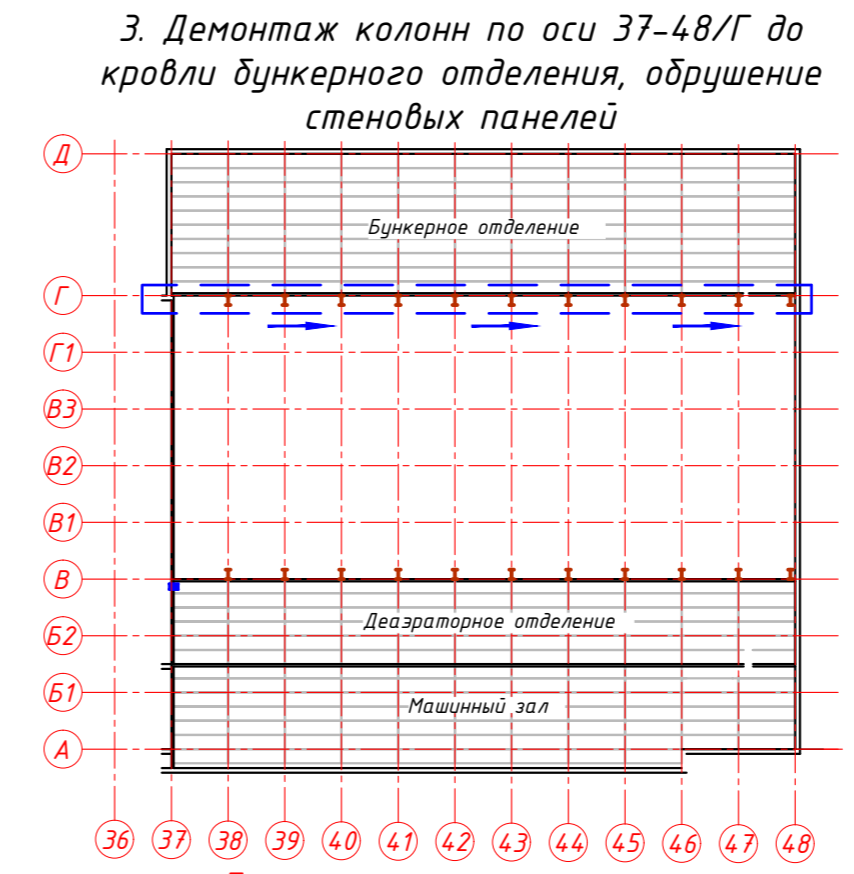 3. Демонтаж колонн по оси 37-48/Г до
кровли бункерного отделения, обрушение
стеновых панелей
Д
Бункерное отделение
Г
Г1
В3
В2
В1
В
Деаэраторное отделение
Б2
Б1
Машинный зал
А
36 37 38 39 40 41 42 43 44 45 46 47 48